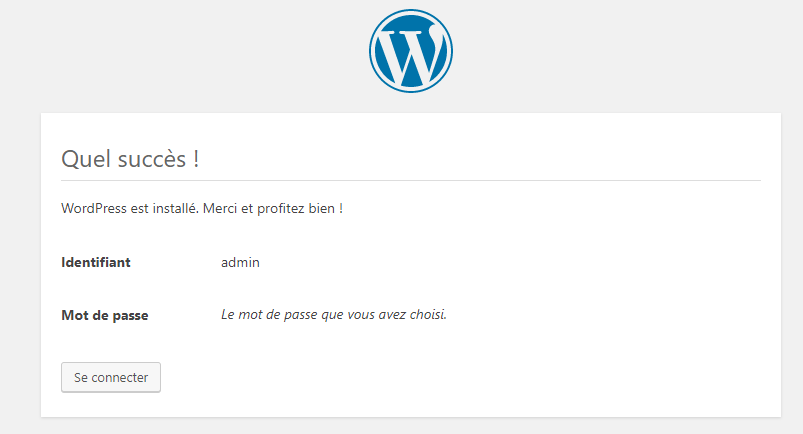 W
Quel succès !
WordPress est installé. Merci et profitez bien !
Identifiant admin
Mot de passe Le mot de passe que vous avez choisi.
Se connecter